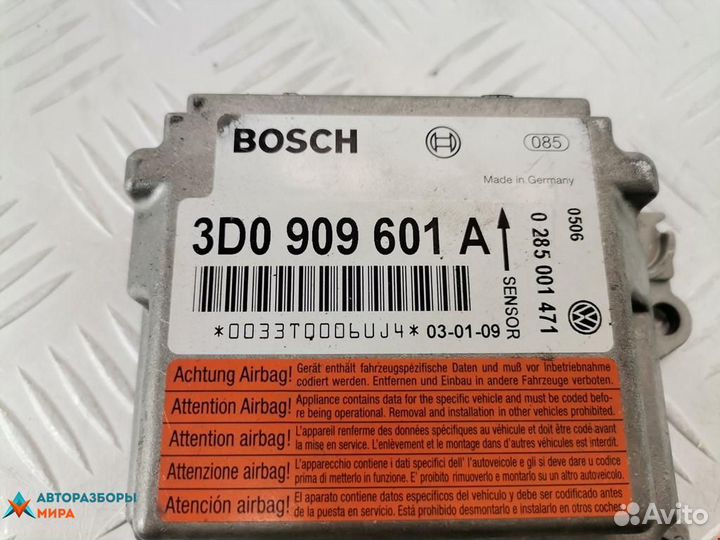 BOSCH
085
Made in Germany
3D0 909 601 A
SENSOR
0 285 001 471
0506
*0033TQ006UJ4* 03-01-09
Achtung Airbag! Gerät enthält fahrzeugspezifische Daten und muß vor Inbetriebnahme
codiert werden. Entfernen und Einbau in andere Fahrzeuge verboten.
Attention Airbag! Appliance contains data for the specific vehicle and must be coded befo-
re being operational. Removal and installation in other vehicles prohibited.
Attention airbag! L'appareil renferme des données spécifiques au véhicule et doit être codé avant
la mise en service. L'enlèvement et le montage dans d'autres véhicules est interdit.
Attenzione airbag! L'apparecchio contiene i dati specifici dell' l'autoveicole e gli si deve dare u codice
prima di metterlo in funzione. E' proibito rimuoverlo e montarlo su un altro autoveicolo.
Atención airbag! El aparato contiene datos específicos del vehículo y debe ser codificado antes
de la puesta en servicio. Está prohibido desmontarlo e instalarlo en otros coches
АВТОРАЗБОРЫ
МИРА
Avito